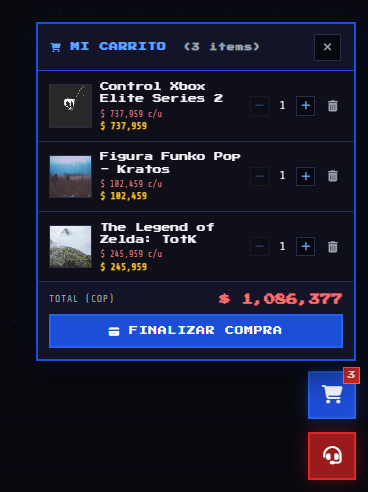 MI CARRITO (3 items)
×
Control Xbox
Elite Series 2
$ 737,959 c/u
$ 737,959
− 1 +
Figura Funko Pop
- Kratos
$ 102,459 c/u
$ 102,459
− 1 +
The Legend of
Zelda: TotK
$ 245,959 c/u
$ 245,959
− 1 +
TOTAL (COP)
$ 1,086,377
FINALIZAR COMPRA
3